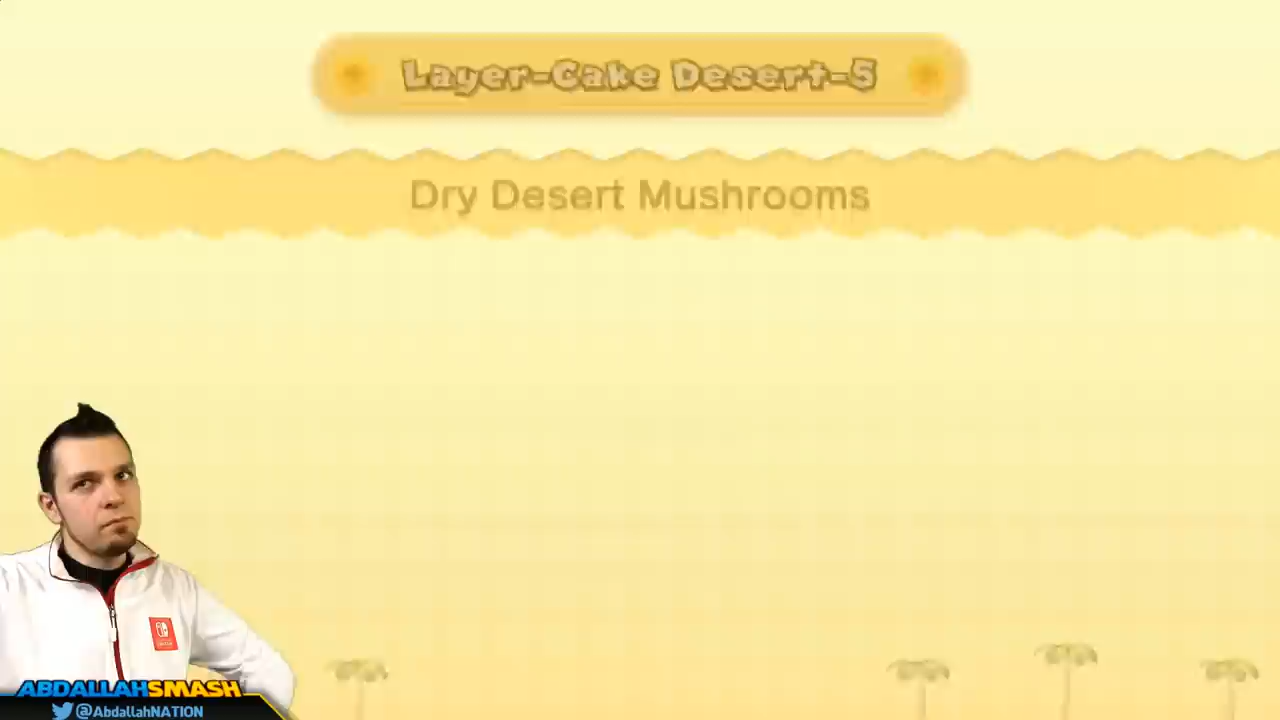 Layer-Cake Desert-5
Dry Desert Mushrooms
ABDALLAHSMASH
@AbdallahNATION